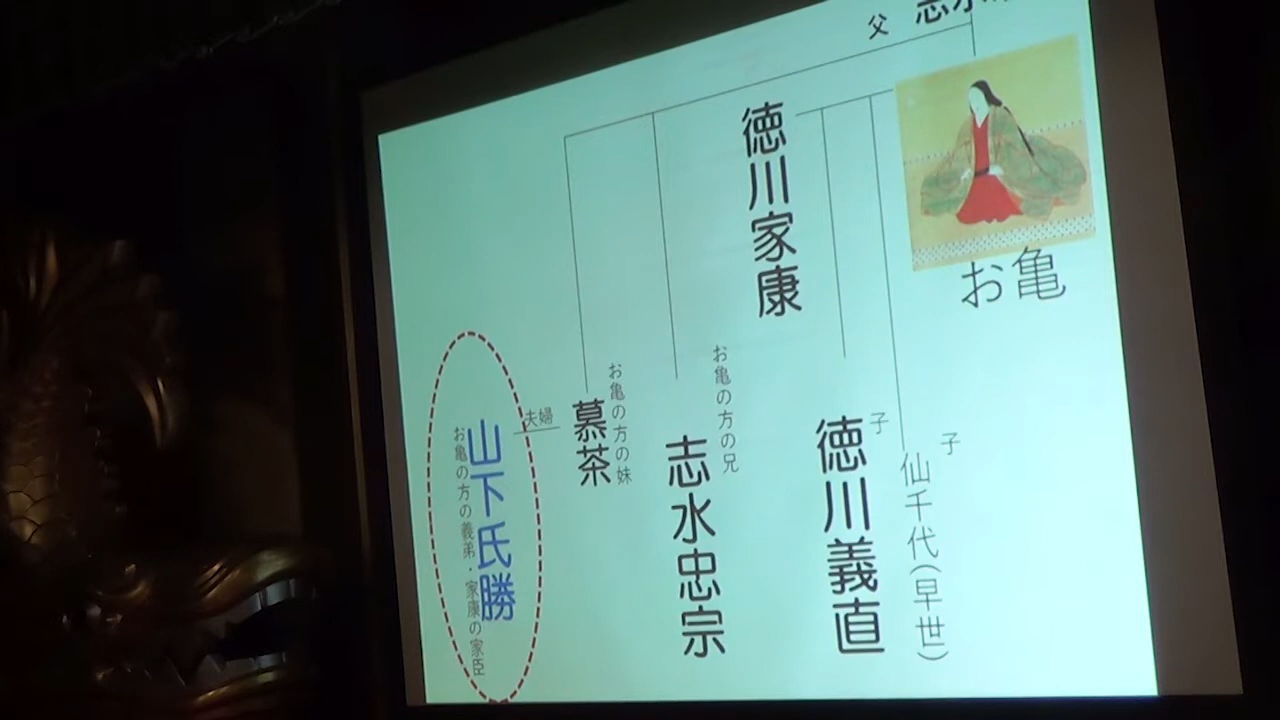 父
お亀
子
仙千代(早世)
子
徳川義直
徳川家康
お亀の方の兄
志水忠宗
お亀の方の妹
慕茶
夫婦
山下氏勝
お亀の方の義弟・家康の家臣